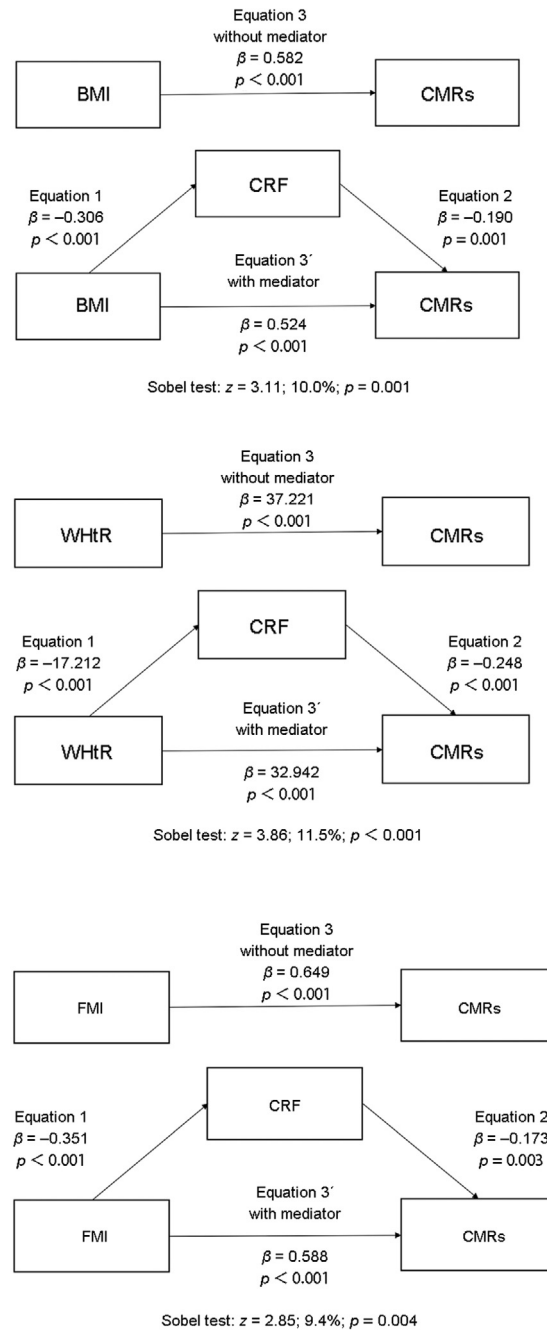 Equation 3
without mediator
β = 0.582
p < 0.001
BMI
CMRs
Equation 1
β = –0.306
p < 0.001
CRF
Equation 2
β = –0.190
p = 0.001
Equation 3´
with mediator
BMI
CMRs
β = 0.524
p < 0.001
Sobel test: z = 3.11; 10.0%; p = 0.001
Equation 3
without mediator
β = 37.221
p < 0.001
WHtR
CMRs
Equation 1
β = –17.212
p < 0.001
CRF
Equation 2
β = –0.248
p < 0.001
Equation 3´
with mediator
WHtR
CMRs
β = 32.942
p < 0.001
Sobel test: z = 3.86; 11.5%; p < 0.001
Equation 3
without mediator
β = 0.649
p < 0.001
FMI
CMRs
Equation 1
β = –0.351
p < 0.001
CRF
Equation 2
β = –0.173
p = 0.003
Equation 3´
with mediator
FMI
CMRs
β = 0.588
p < 0.001
Sobel test: z = 2.85; 9.4%; p = 0.004